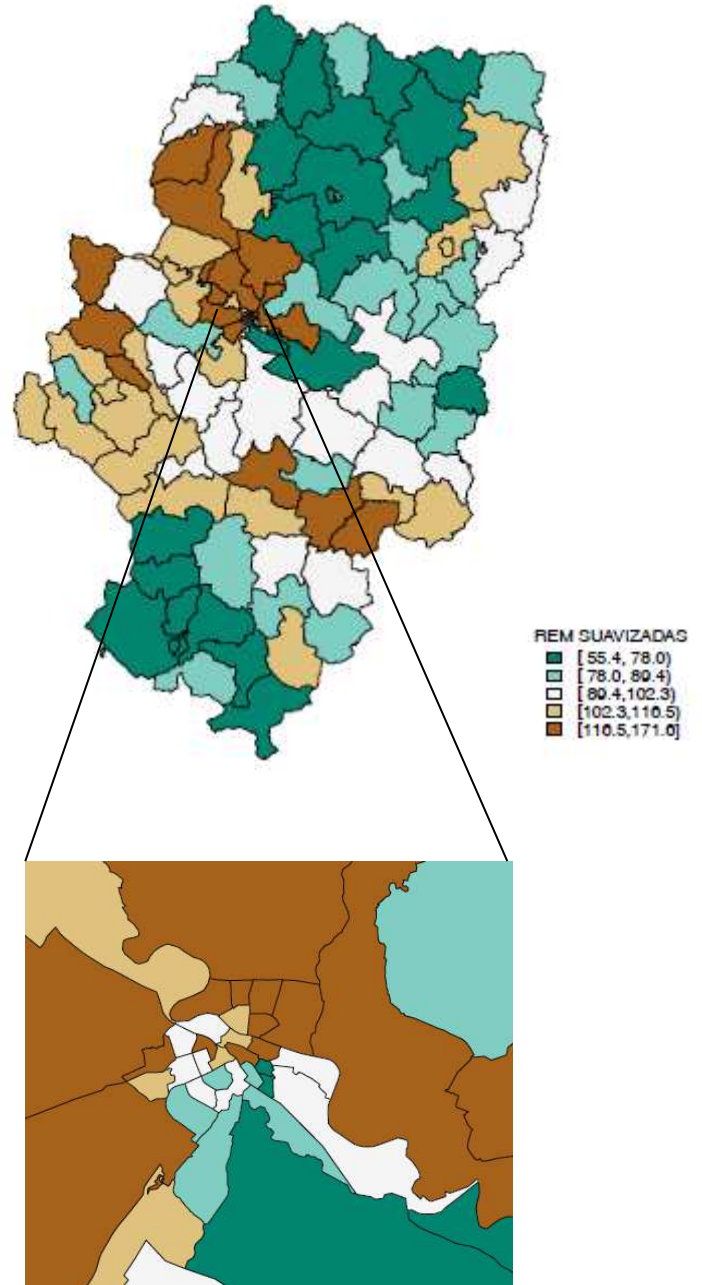 REM SUAVIZADAS
[ 55.4, 78.0)
[ 78.0, 89.4)
[ 89.4,102.3)
[102.3,116.5)
[116.5,171.6]